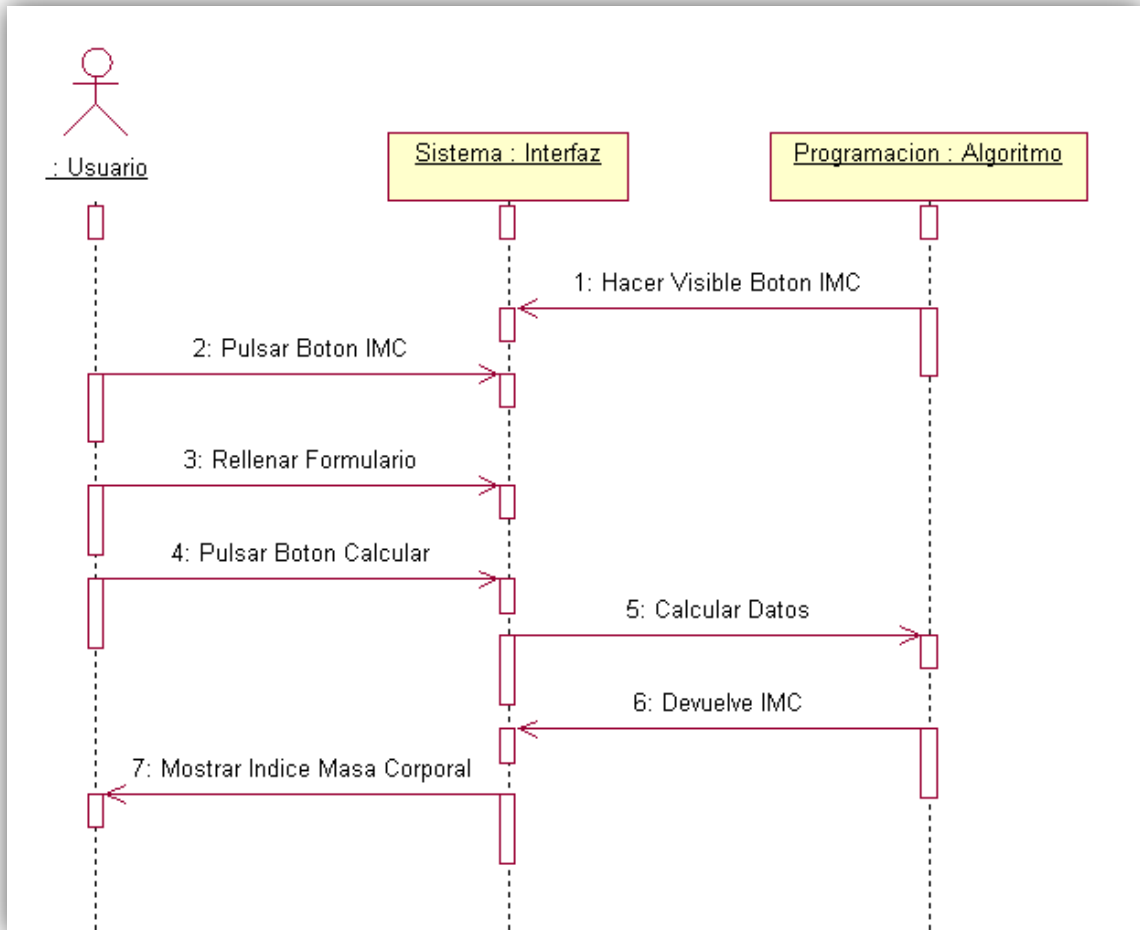 : Usuario
Sistema : Interfaz
Programacion : Algoritmo
1: Hacer Visible Boton IMC
2: Pulsar Boton IMC
3: Rellenar Formulario
4: Pulsar Boton Calcular
5: Calcular Datos
6: Devuelve IMC
7: Mostrar Indice Masa Corporal